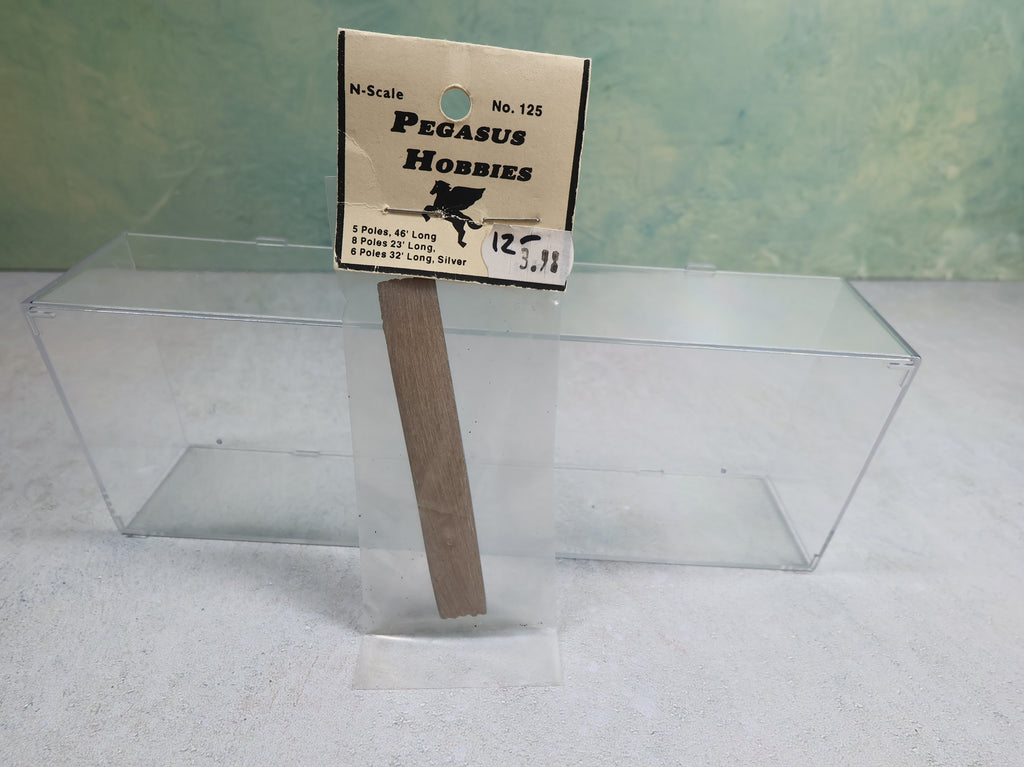 N-Scale
No. 125
PEGASUS
HOBBIES
5 Poles, 46' Long
8 Poles 23' Long,
6 Poles 32' Long, Silver
12-
3.98